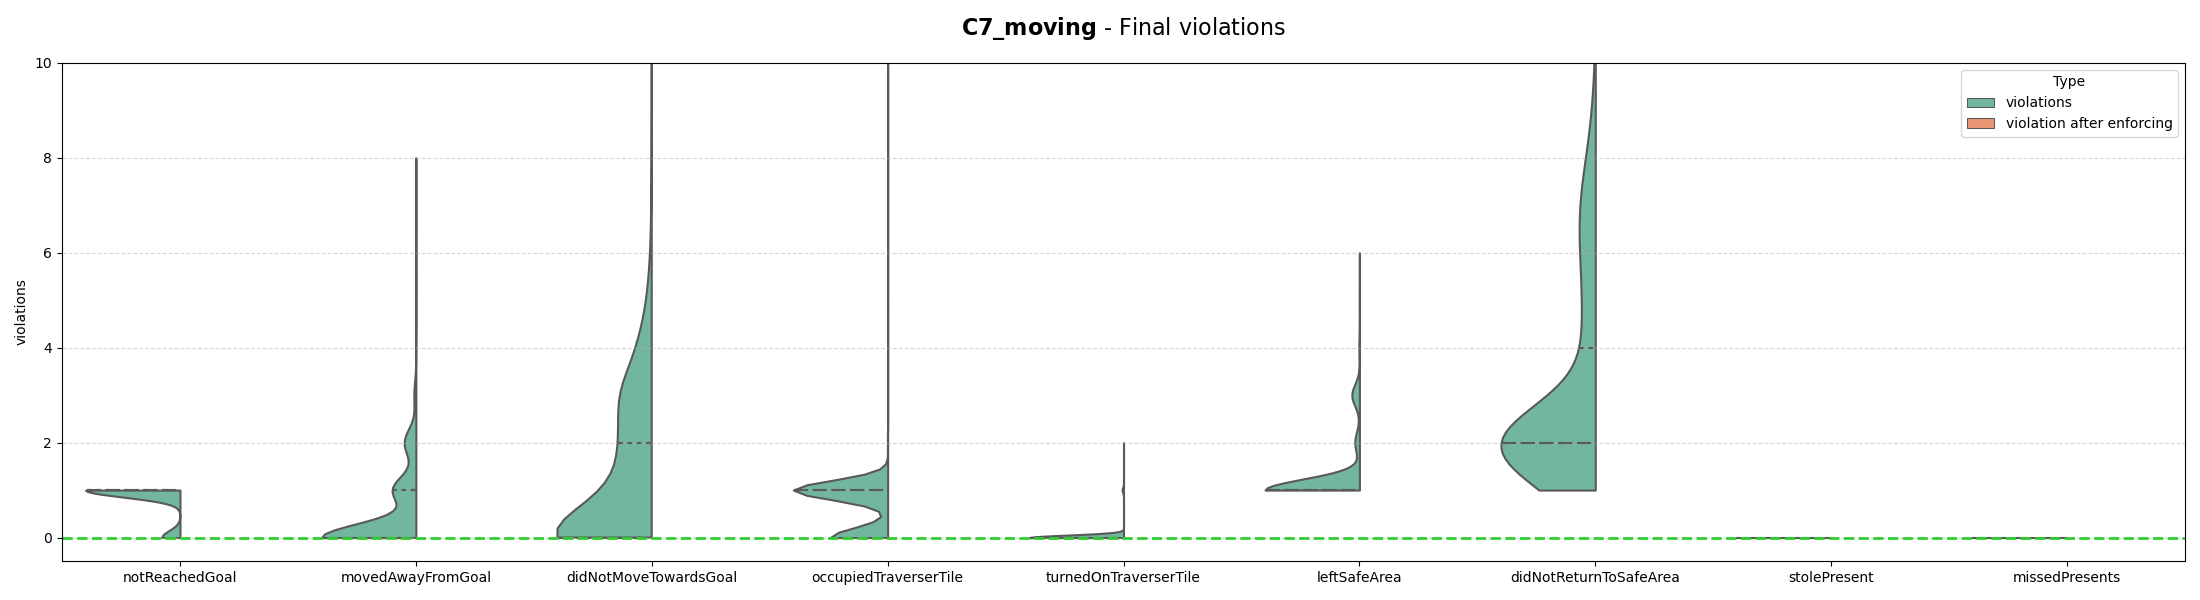 C7_moving - Final violations
Type
violations
violation after enforcing
violations
10
8
6
4
2
0
notReachedGoal
movedAwayFromGoal
didNotMoveTowardsGoal
occupiedTraverserTile
turnedOnTraverserTile
leftSafeArea
didNotReturnToSafeArea
stolePresent
missedPresents